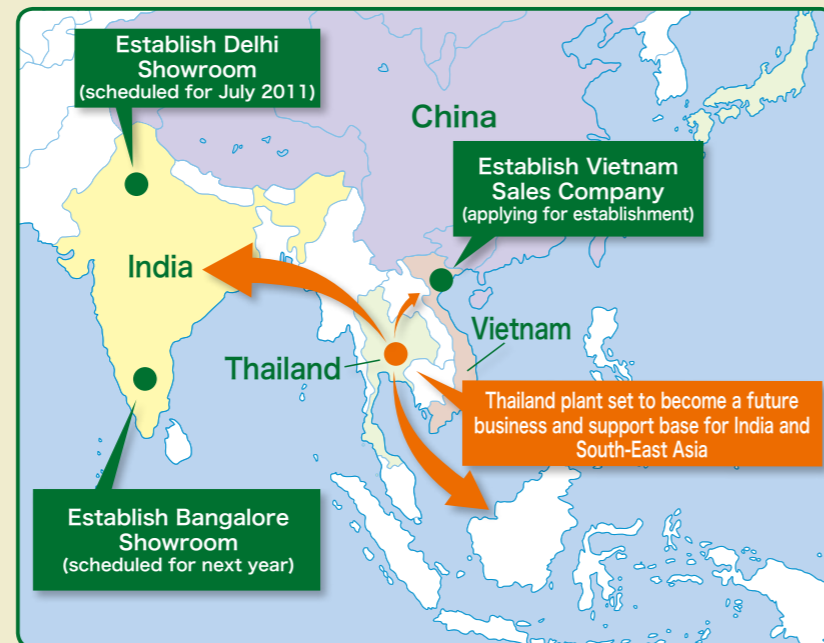 Establish Delhi
Showroom
(scheduled for July 2011)
China
Establish Vietnam
Sales Company
(applying for establishment)
India
Vietnam
Thailand
Thailand plant set to become a future
business and support base for India and
South-East Asia
Establish Bangalore
Showroom
(scheduled for next year)